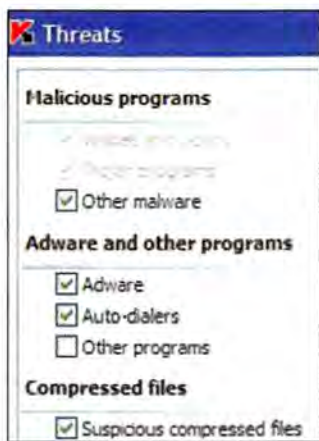 Threats
Malicious programs
Other malware
Adware and other programs
Adware
Auto-dialers
Other programs
Compressed files
Suspicious compressed files